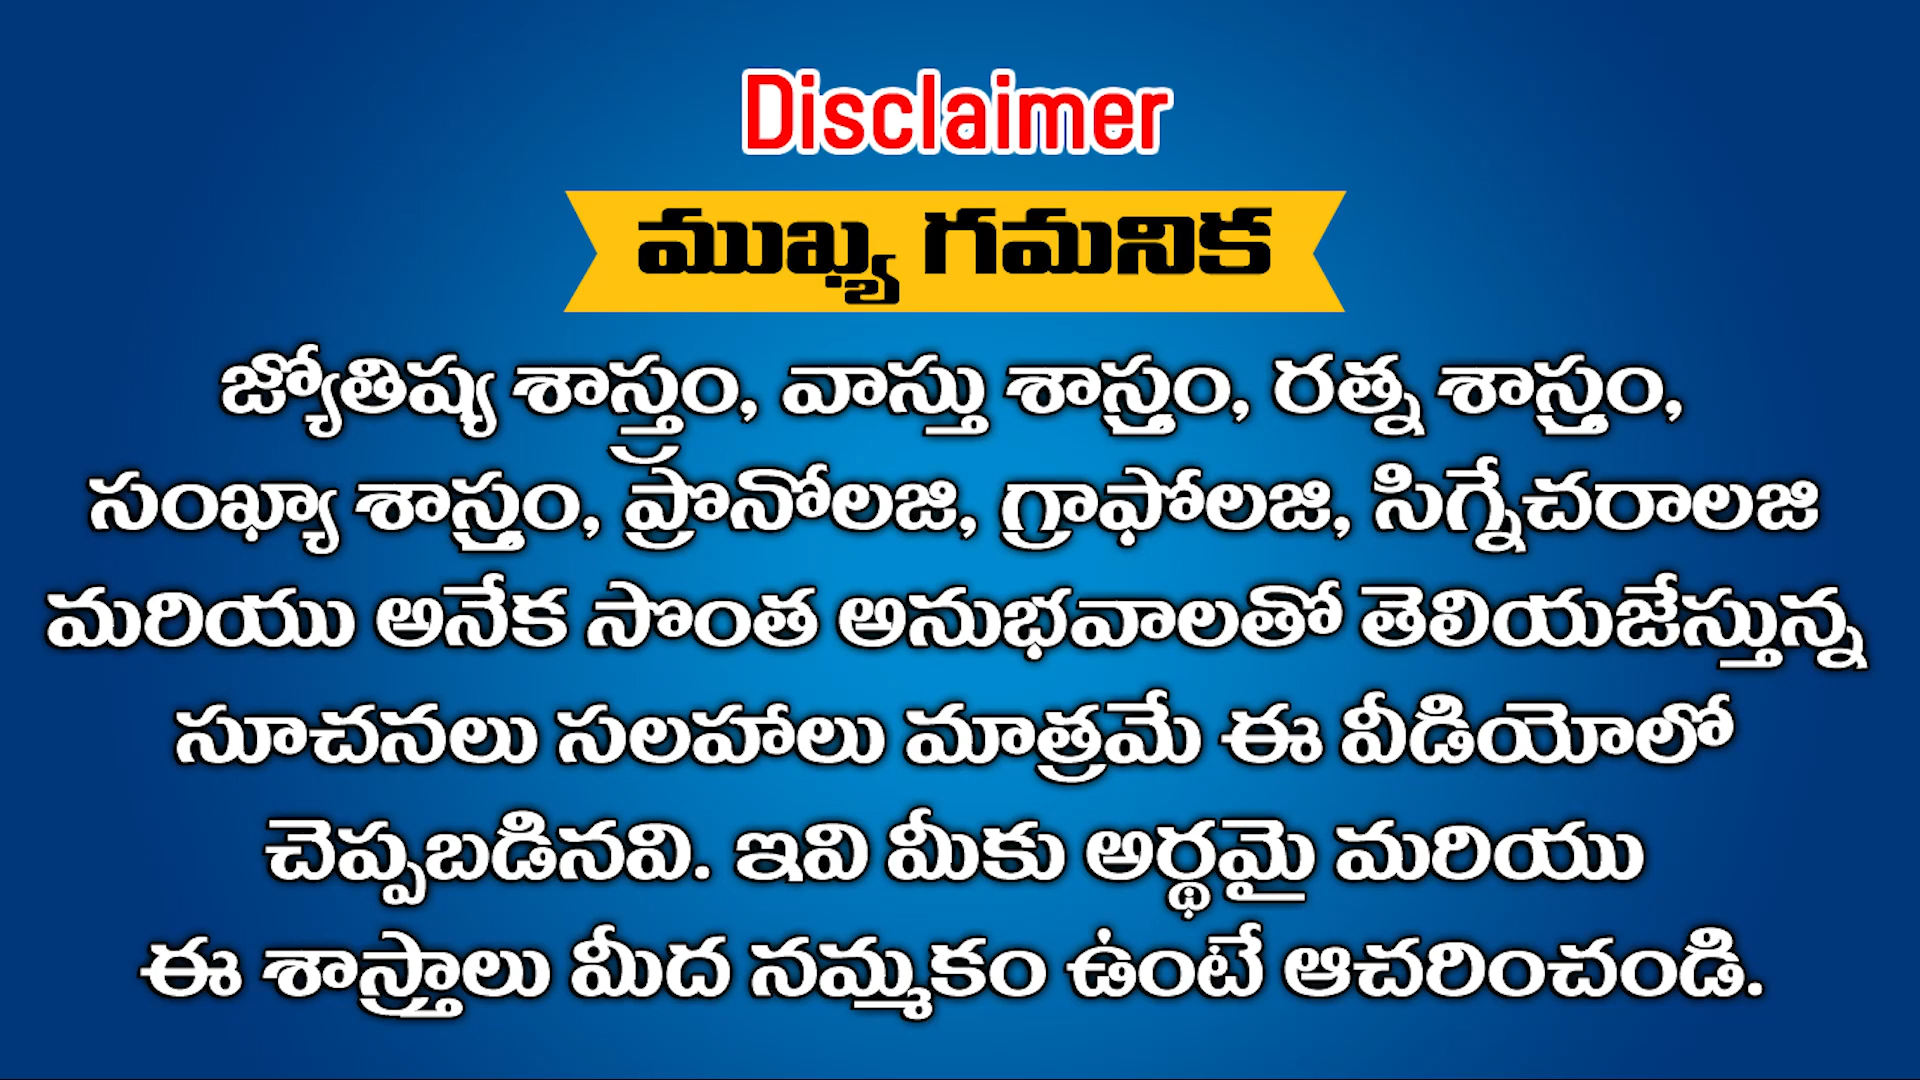 Disclaimer
ముఖ్య గమనిక
జ్యోతిష్య శాస్త్రం, వాస్తు శాస్త్రం, రత్న శాస్త్రం,
సంఖ్యా శాస్త్రం, ప్రొనోలజి, గ్రాఫోలజి, సిగ్నేచరాలజి
మరియు అనేక సొంత అనుభవాలతో తెలియజేస్తున్న
సూచనలు సలహాలు మాత్రమే ఈ వీడియోలో
చెప్పబడినవి. ఇవి మీకు అర్థమై మరియు
ఈ శాస్త్రాలు మీద నమ్మకం ఉంటే ఆచరించండి.